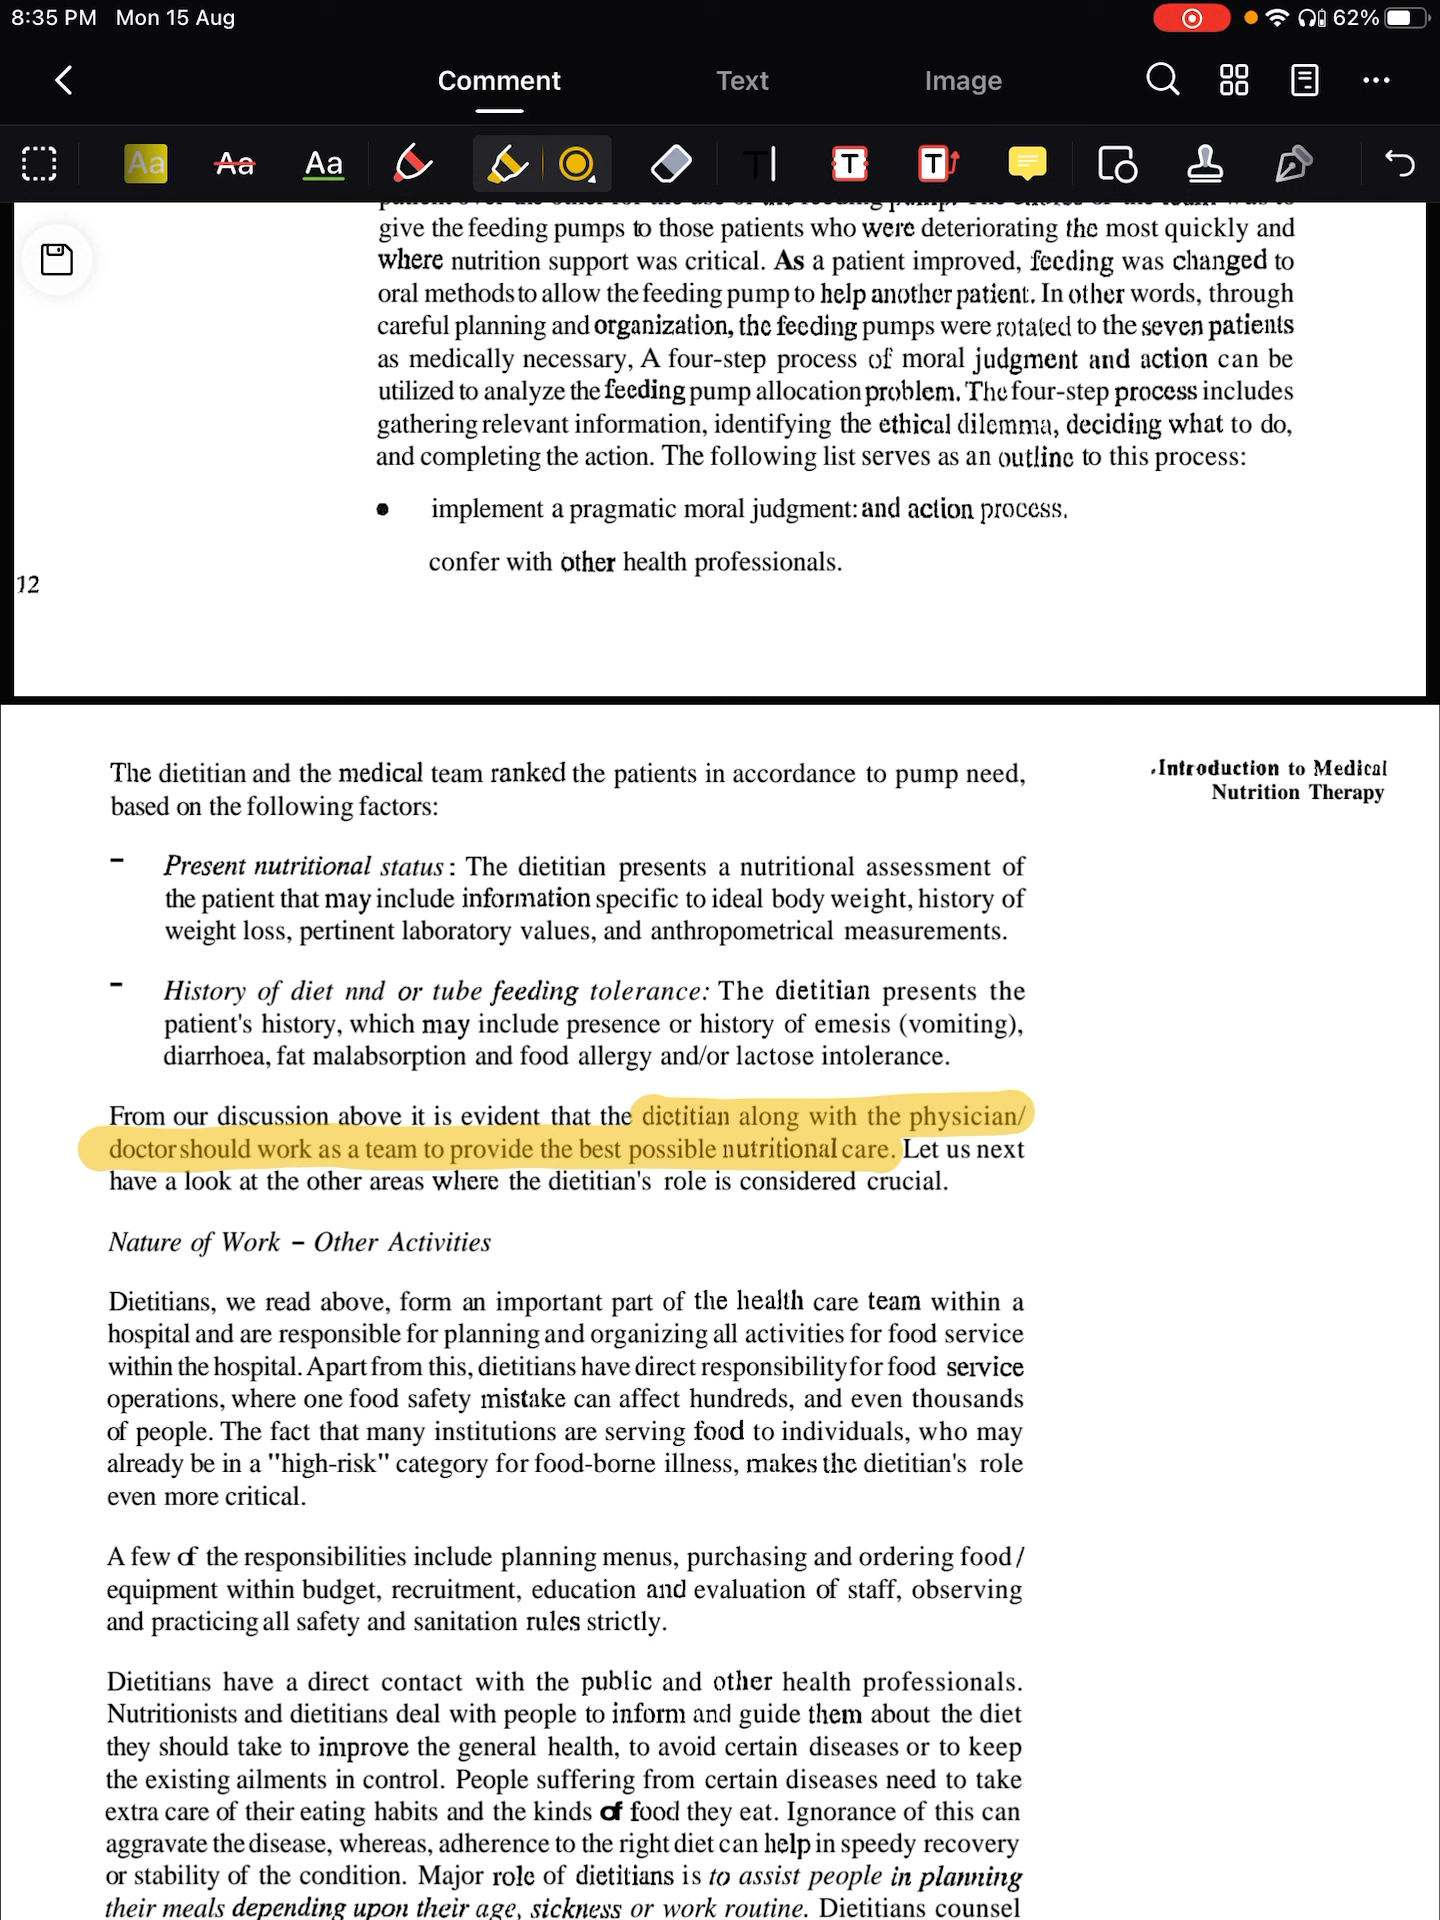 8:35 PM Mon 15 Aug
62%
Comment Text Image
Aa Aa Aa T T T
give the feeding pumps to those patients who were deteriorating the most quickly and
where nutrition support was critical. As a patient improved, feeding was changed to
oral methods to allow the feeding pump to help another patient. In other words, through
careful planning and organization, the feeding pumps were rotated to the seven patients
as medically necessary, A four-step process of moral judgment and action can be
utilized to analyze the feeding pump allocation problem. The four-step process includes
gathering relevant information, identifying the ethical dilemma, deciding what to do,
and completing the action. The following list serves as an outline to this process:
• implement a pragmatic moral judgment: and action process.
confer with other health professionals.
12
.Introduction to Medical
Nutrition Therapy
The dietitian and the medical team ranked the patients in accordance to pump need,
based on the following factors:
– Present nutritional status : The dietitian presents a nutritional assessment of
the patient that may include information specific to ideal body weight, history of
weight loss, pertinent laboratory values, and anthropometrical measurements.
– History of diet nnd or tube feeding tolerance: The dietitian presents the
patient's history, which may include presence or history of emesis (vomiting),
diarrhoea, fat malabsorption and food allergy and/or lactose intolerance.
From our discussion above it is evident that the dietitian along with the physician/
doctor should work as a team to provide the best possible nutritional care. Let us next
have a look at the other areas where the dietitian's role is considered crucial.
Nature of Work – Other Activities
Dietitians, we read above, form an important part of the health care team within a
hospital and are responsible for planning and organizing all activities for food service
within the hospital. Apart from this, dietitians have direct responsibility for food service
operations, where one food safety mistake can affect hundreds, and even thousands
of people. The fact that many institutions are serving food to individuals, who may
already be in a "high-risk" category for food-borne illness, makes the dietitian's role
even more critical.
A few of the responsibilities include planning menus, purchasing and ordering food /
equipment within budget, recruitment, education and evaluation of staff, observing
and practicing all safety and sanitation rules strictly.
Dietitians have a direct contact with the public and other health professionals.
Nutritionists and dietitians deal with people to inform and guide them about the diet
they should take to improve the general health, to avoid certain diseases or to keep
the existing ailments in control. People suffering from certain diseases need to take
extra care of their eating habits and the kinds of food they eat. Ignorance of this can
aggravate the disease, whereas, adherence to the right diet can help in speedy recovery
or stability of the condition. Major role of dietitians is to assist people in planning
their meals depending upon their age, sickness or work routine. Dietitians counsel